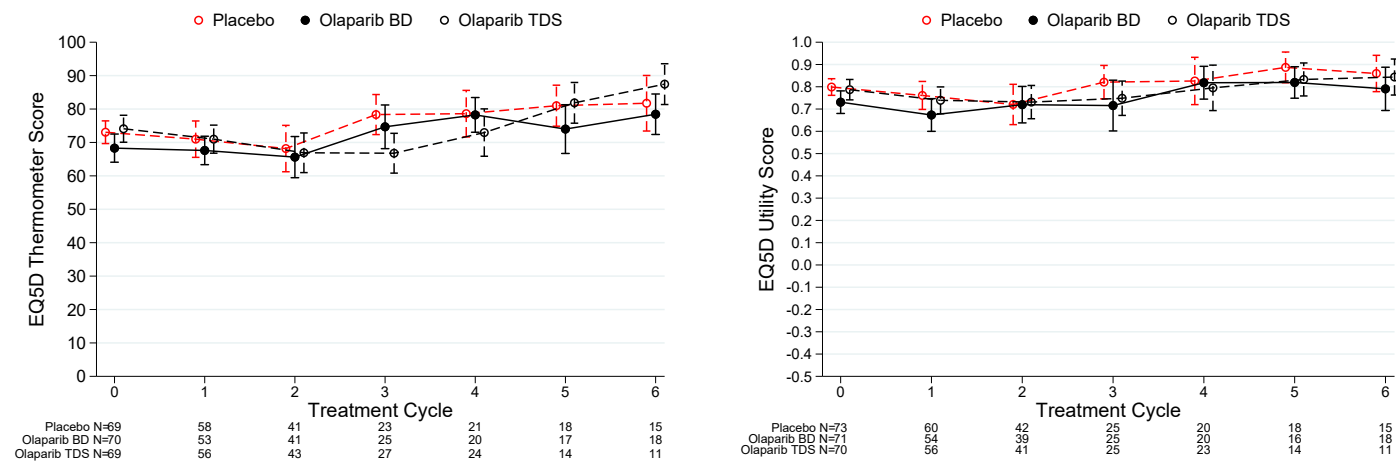 Placebo Olaparib BD Olaparib TDS
100
90
80
70
60
50
40
30
20
10
0
EQ5D Thermometer Score
0 1 2 3 4 5 6
Treatment Cycle
Placebo N=69 58 41 23 21 18 15
Olaparib BD N=70 53 41 25 20 17 18
Olaparib TDS N=69 56 43 27 24 14 11
Placebo Olaparib BD Olaparib TDS
1.0
0.9
0.8
0.7
0.6
0.5
0.4
0.3
0.2
0.1
0.0
-0.1
-0.2
-0.3
-0.4
-0.5
EQ5D Utility Score
0 1 2 3 4 5 6
Treatment Cycle
Placebo N=73 60 42 25 20 18 15
Olaparib BD N=71 54 39 25 20 16 18
Olaparib TDS N=70 56 41 25 23 14 11